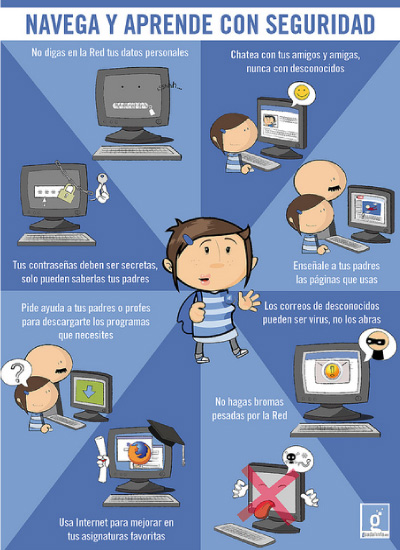 NAVEGA Y APRENDE CON SEGURIDAD
No digas en la Red tus datos personales
Chatea con tus amigos y amigas,
nunca con desconocidos
Tus contraseñas deben ser secretas,
solo pueden saberlas tus padres
Enseñale a tus padres
las páginas que usas
Pide ayuda a tus padres o profes
para descargarte los programas
que necesites
Los correos de desconocidos
pueden ser virus, no los abras
No hagas bromas
pesadas por la Red
Usa Internet para mejorar en
tus asignaturas favoritas
g